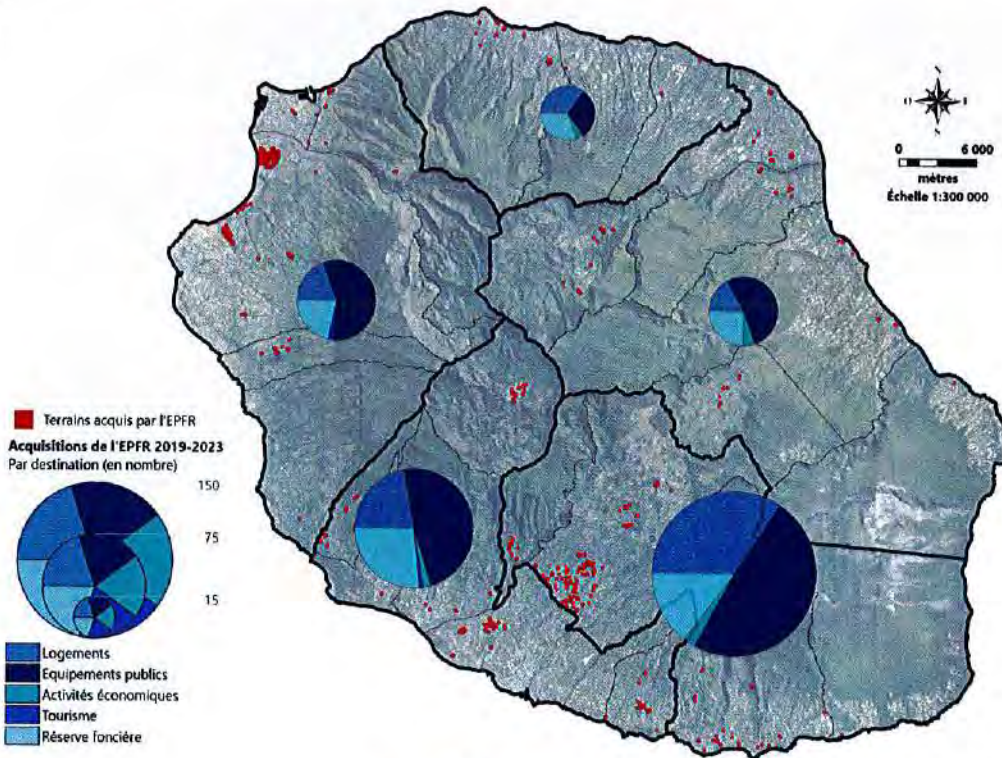 O E
0 6 000
mètres
Échelle 1:300 000
Terrains acquis par l'EPFR
Acquisitions de l'EPFR 2019-2023
Par destination (en nombre)
150
75
15
Logements
Equipements publics
Activités économiques
Tourisme
Réserve foncière